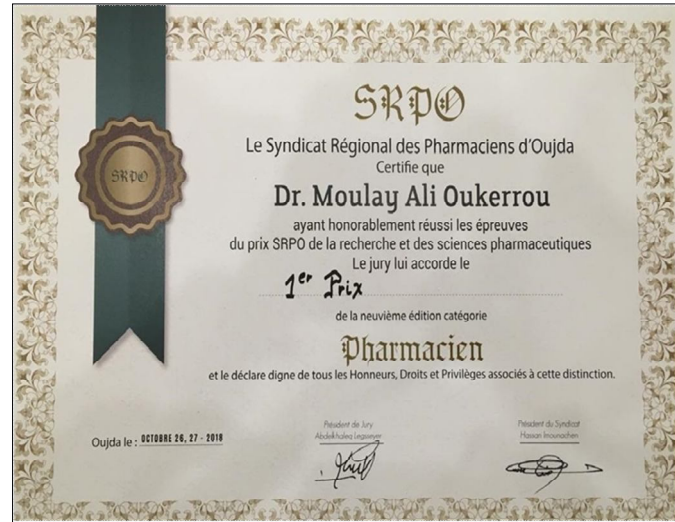 SRPO
SRPO
Le Syndicat Régional des Pharmaciens d'Oujda
Certifie que
Dr. Moulay Ali Oukerrou
ayant honorablement réussi les épreuves
du prix SRPO de la recherche et des sciences pharmaceutiques
Le jury lui accorde le
1er Prix
de la neuvième édition catégorie
Pharmacien
et le déclare digne de tous les Honneurs, Droits et Privilèges associés à cette distinction.
Oujda le : OCTOBRE 26, 27 - 2018
Président de Jury
Abdelkhaleq Legssyer
Président du Syndicat
Hassan Imounachen